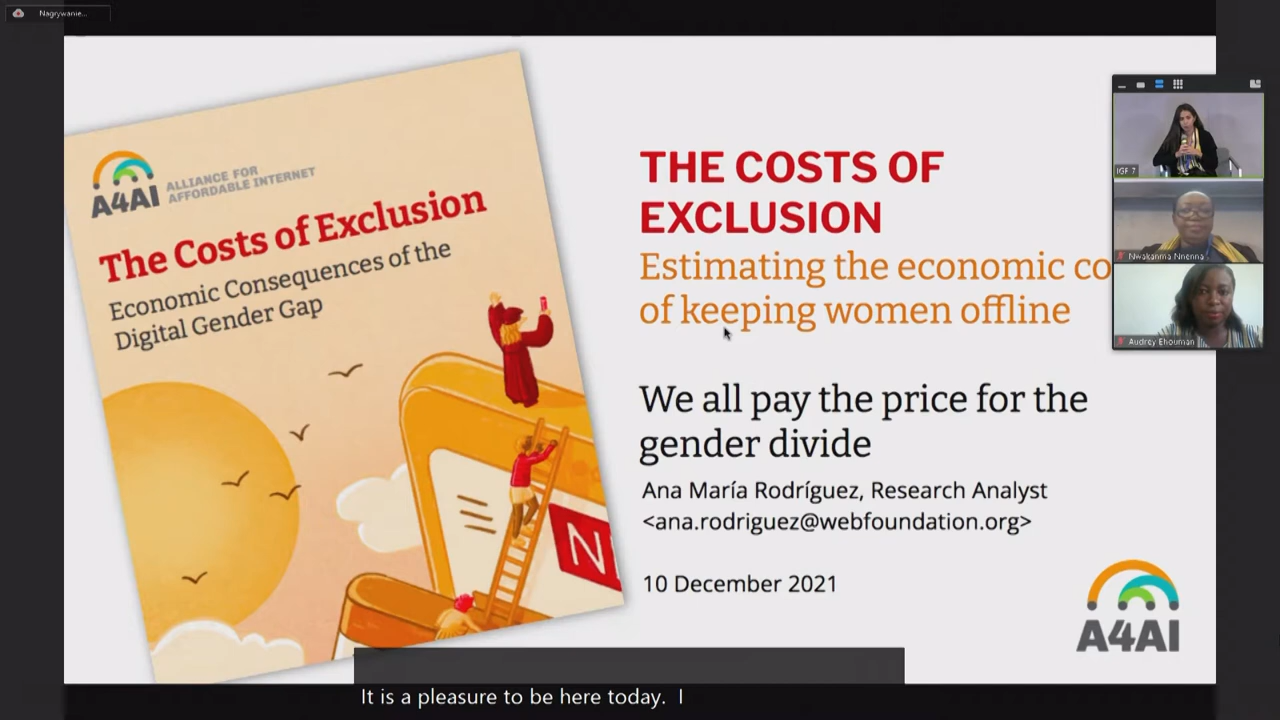 Nagrywanie...
A4AI ALLIANCE FOR
AFFORDABLE INTERNET
The Costs of Exclusion
Economic Consequences of the
Digital Gender Gap
THE COSTS OF
EXCLUSION
Estimating the economic co
of keeping women offline
We all pay the price for the
gender divide
Ana María Rodríguez, Research Analyst
<ana.rodriguez@webfoundation.org>
10 December 2021
A4AI
IGF 7
Nwakanma Nnenna
Audrey Ehouman
It is a pleasure to be here today. I